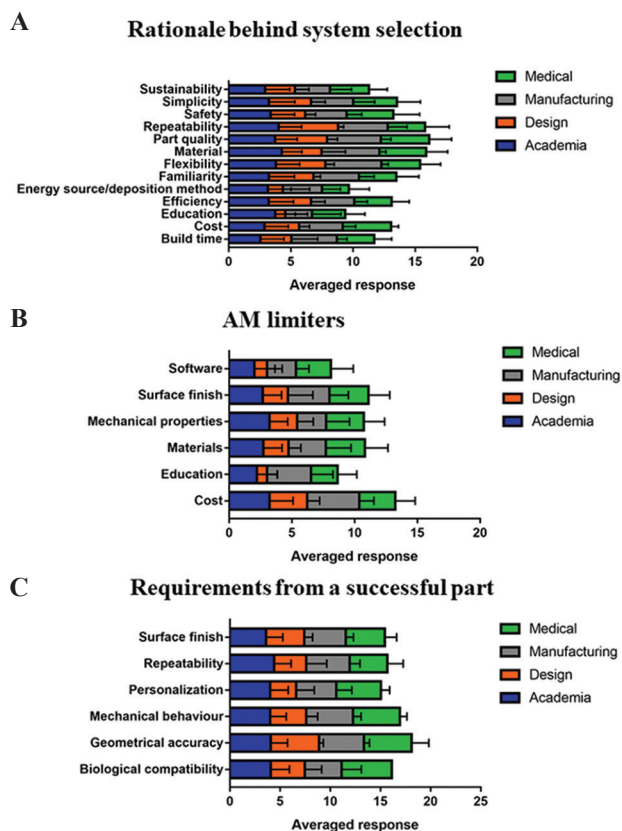 A
Rationale behind system selection
Sustainability
Simplicity
Safety
Repeatability
Part quality
Material
Flexibility
Familiarity
Energy source/deposition method
Efficiency
Education
Cost
Build time
0 5 10 15 20
Averaged response
Medical
Manufacturing
Design
Academia
B
AM limiters
Software
Surface finish
Mechanical properties
Materials
Education
Cost
0 5 10 15 20
Averaged response
Medical
Manufacturing
Design
Academia
C
Requirements from a successful part
Surface finish
Repeatability
Personalization
Mechanical behaviour
Geometrical accuracy
Biological compatibility
0 5 10 15 20 25
Averaged response
Medical
Manufacturing
Design
Academia